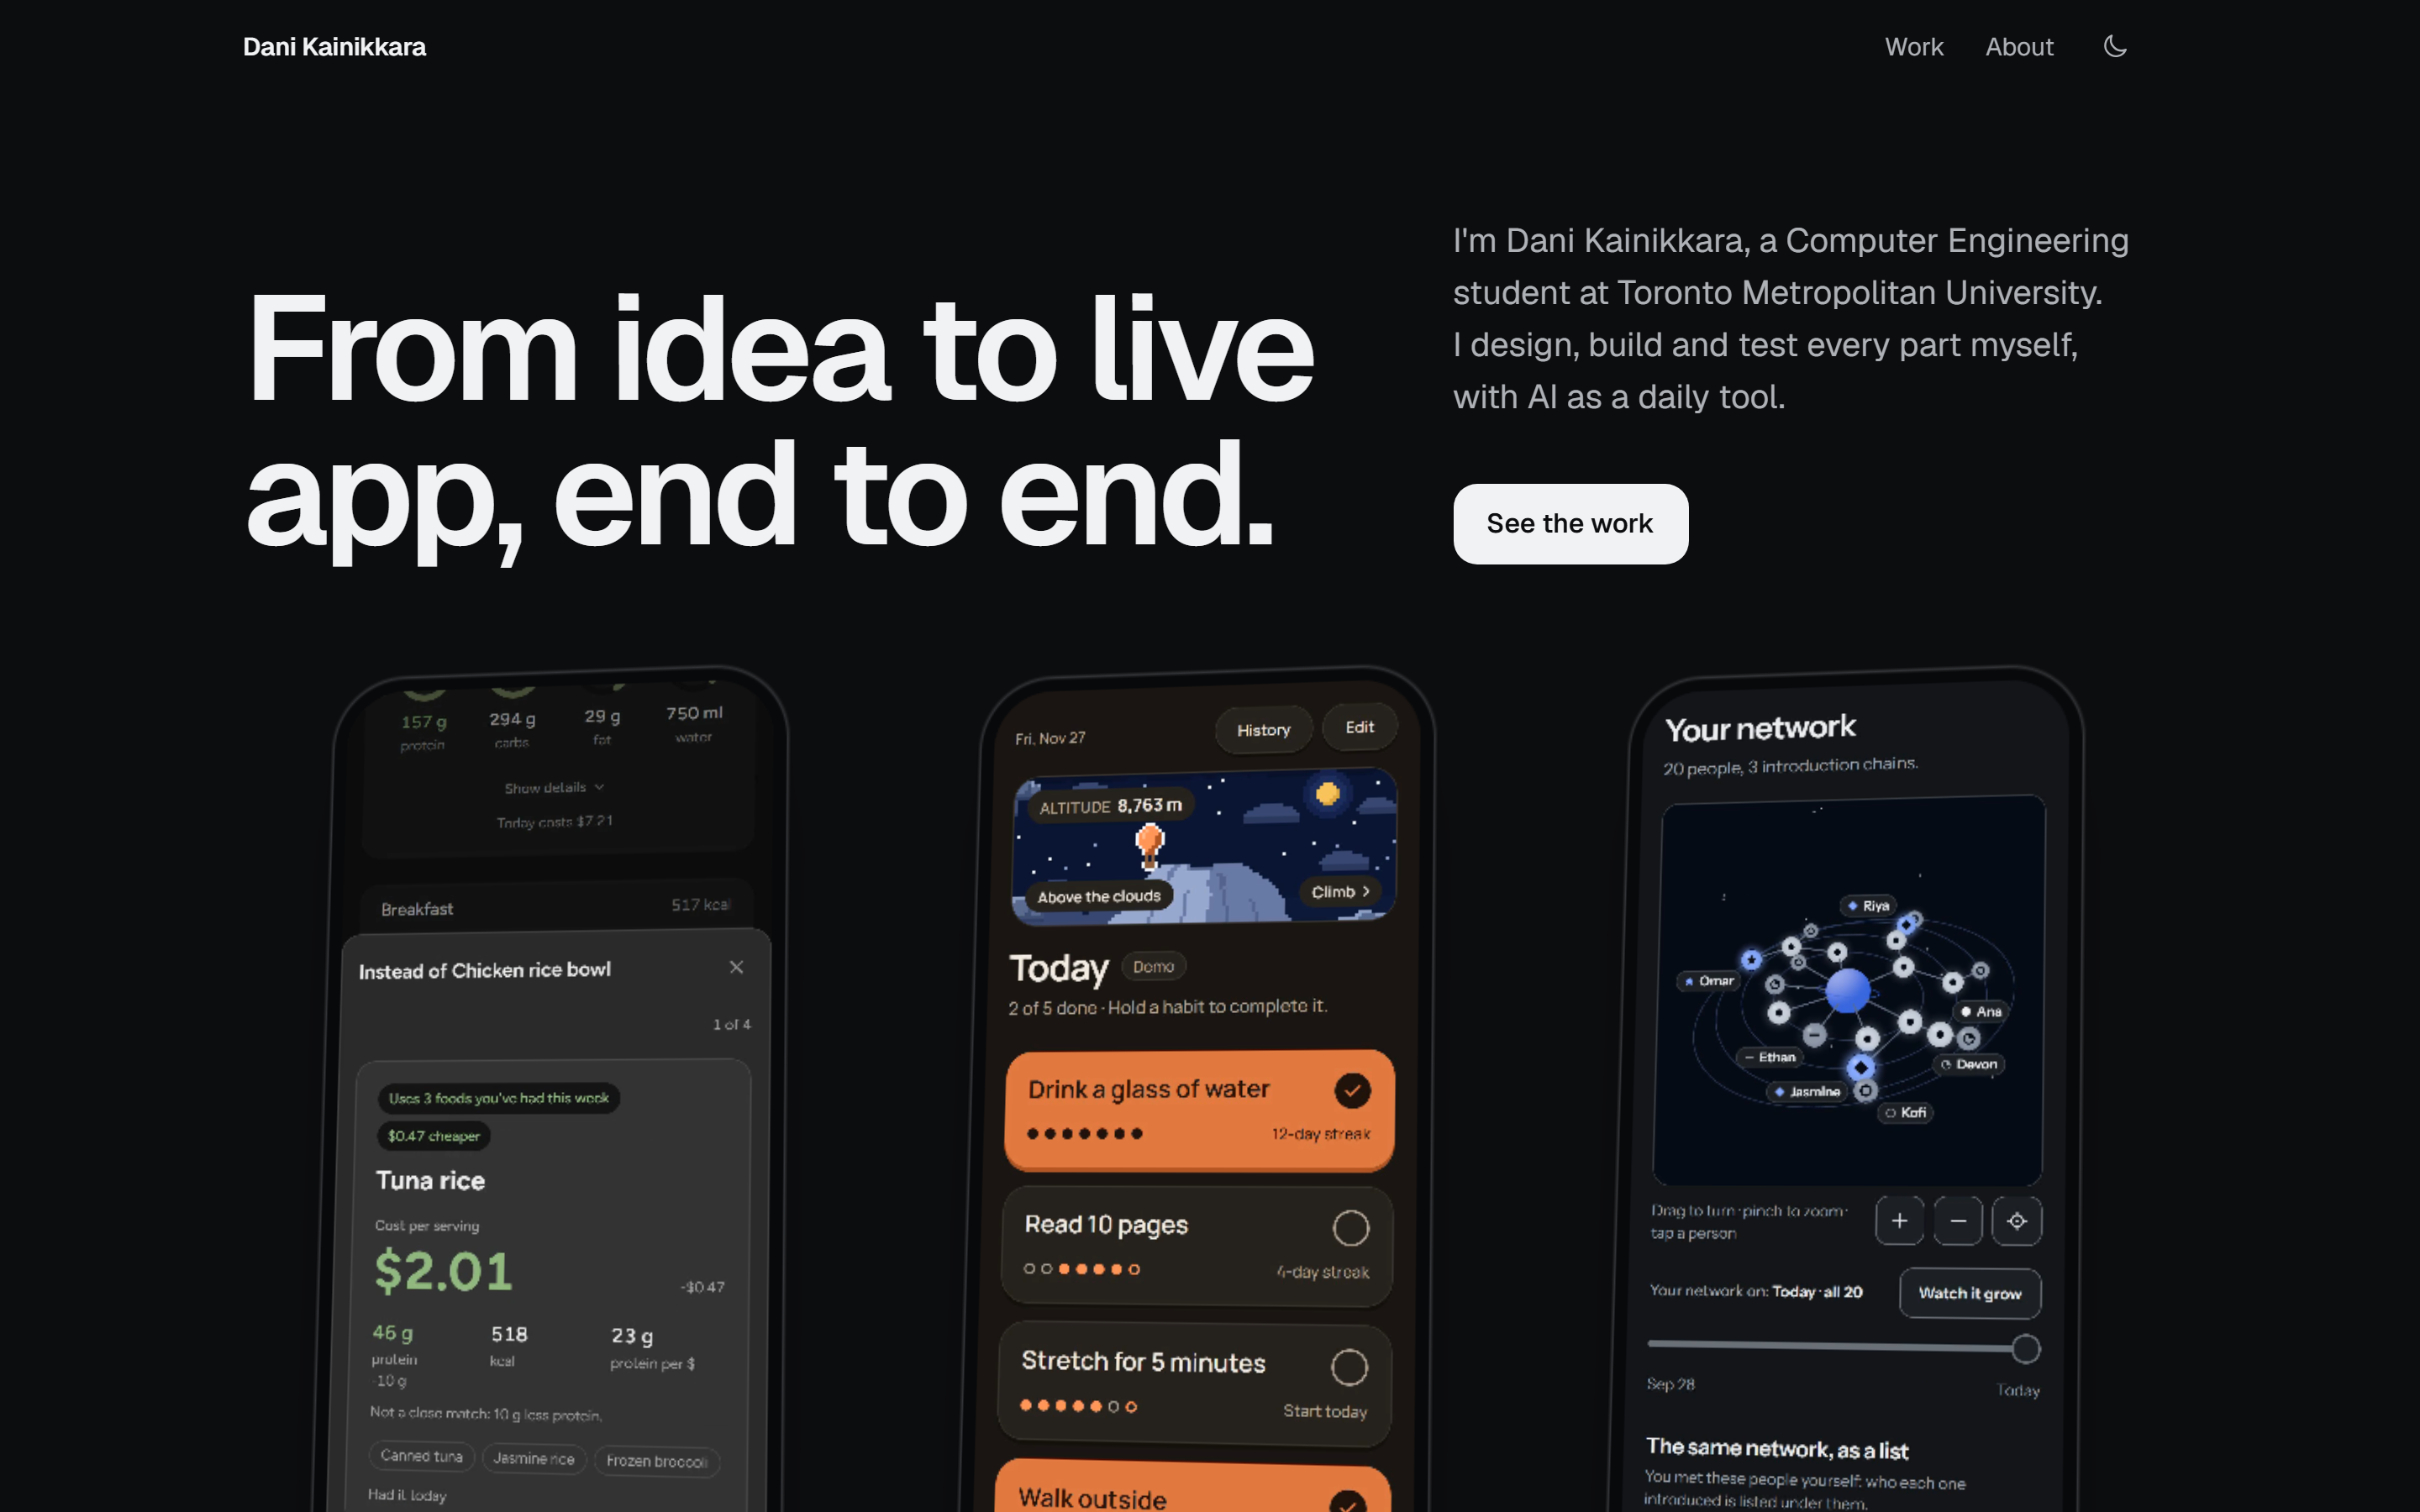 Dani Kainikkara
Work
About
From idea to live
app, end to end.
I'm Dani Kainikkara, a Computer Engineering
student at Toronto Metropolitan University.
I design, build and test every part myself,
with AI as a daily tool.
See the work
157 g
294 g
29 g
750 ml
protein
carbs
fat
water
Show details
Today costs $7.21
Breakfast
517 kcal
Instead of Chicken rice bowl
1 of 4
Uses 3 foods you've had this week
$0.47 cheaper
Tuna rice
Cost per serving
$2.01
-$0.47
46 g
518
23 g
protein
kcal
protein per $
-10 g
Not a close match: 10 g less protein.
Canned tuna
Jasmine rice
Frozen broccoli
Had it today
Fri, Nov 27
History
Edit
ALTITUDE 8,763 m
Above the clouds
Climb
Today
Demo
2 of 5 done · Hold a habit to complete it.
Drink a glass of water
12-day streak
Read 10 pages
4-day streak
Stretch for 5 minutes
Start today
Walk outside
Your network
20 people, 3 introduction chains.
Riya
Omar
Ana
Ethan
Devon
Jasmine
Kofi
Drag to turn · pinch to zoom ·
tap a person
Your network on: Today · all 20
Watch it grow
Sep 28
Today
The same network, as a list
You met these people yourself: who each one
introduced is listed under them.